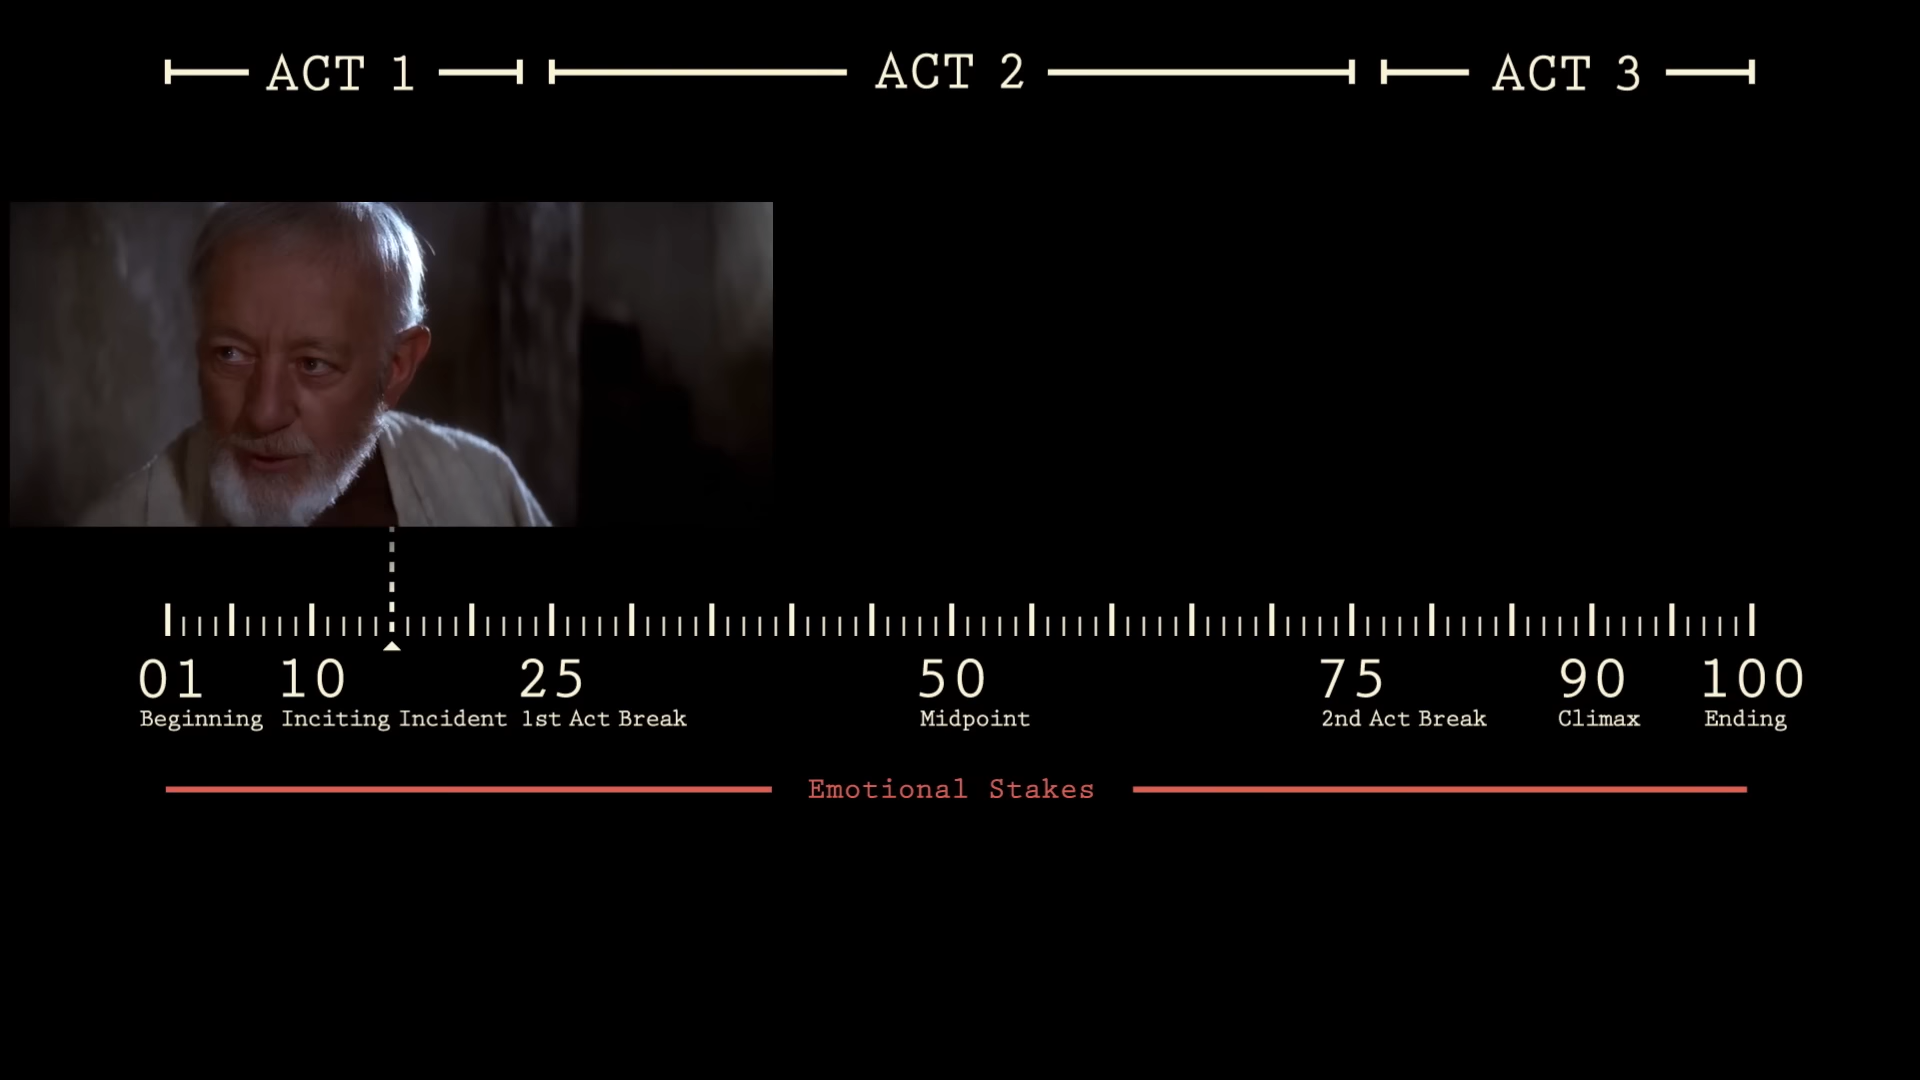 ACT 1 ACT 2 ACT 3
01 10 25 50 75 90 100
Beginning Inciting Incident 1st Act Break Midpoint 2nd Act Break Climax Ending
Emotional Stakes